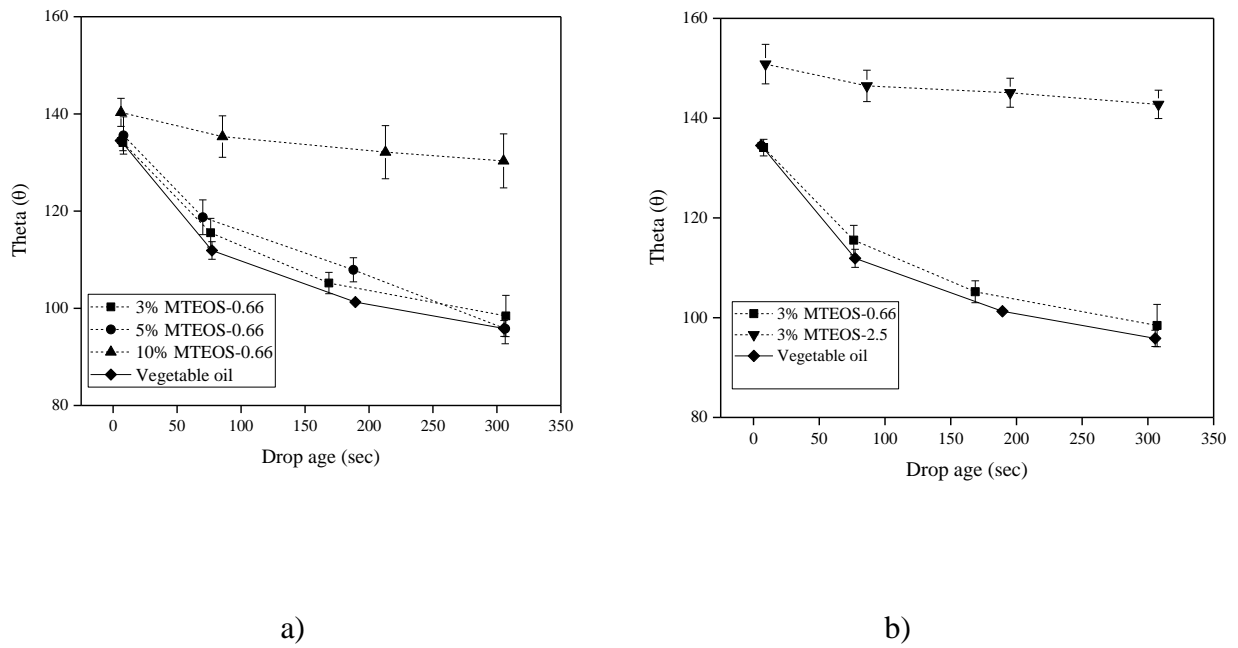 160
140
120
100
80
Theta (θ)
3% MTEOS-0.66
5% MTEOS-0.66
10% MTEOS-0.66
Vegetable oil
0 50 100 150 200 250 300 350
Drop age (sec)
a)
160
140
120
100
80
Theta (θ)
3% MTEOS-0.66
3% MTEOS-2.5
Vegetable oil
0 50 100 150 200 250 300 350
Drop age (sec)
b)